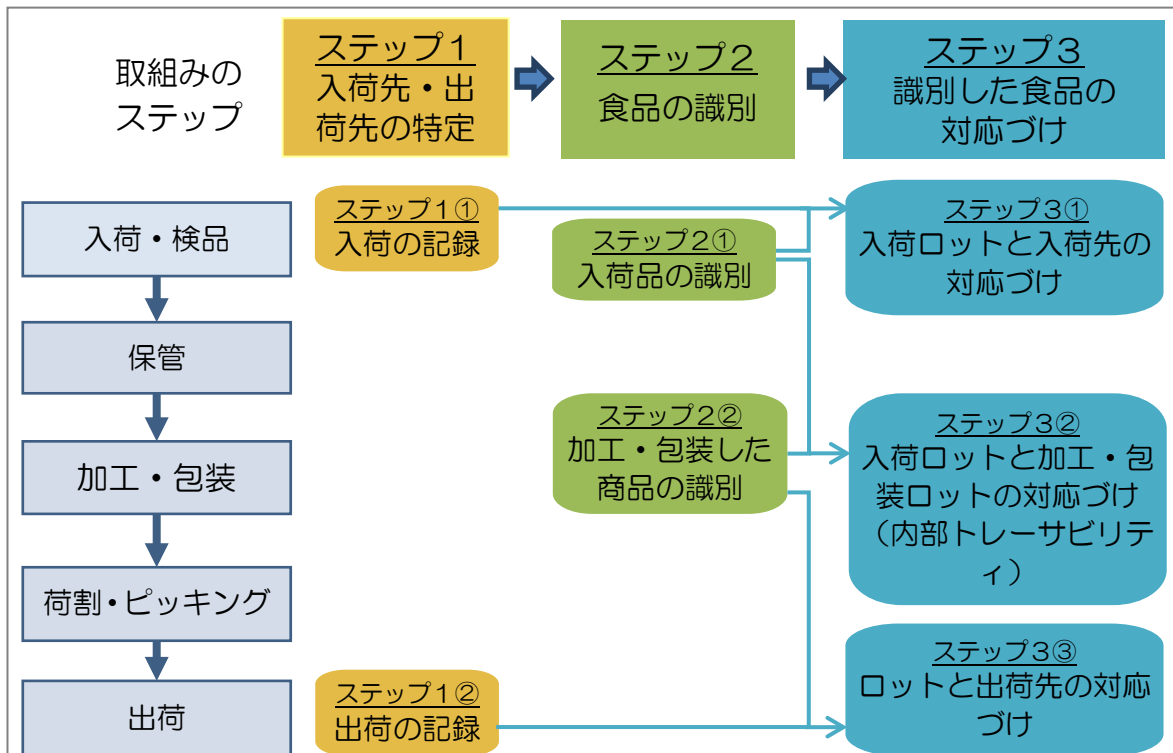 取組みの
ステップ
ステップ１
入荷先・出
荷先の特定
ステップ２
食品の識別
ステップ３
識別した食品の
対応づけ
入荷・検品
ステップ１①
入荷の記録
ステップ２①
入荷品の識別
ステップ３①
入荷ロットと入荷先の
対応づけ
保管
加工・包装
ステップ２②
加工・包装した
商品の識別
ステップ３②
入荷ロットと加工・包
装ロットの対応づけ
（内部トレーサビリテ
ィ）
荷割・ピッキング
出荷
ステップ１②
出荷の記録
ステップ３③
ロットと出荷先の対応
づけ